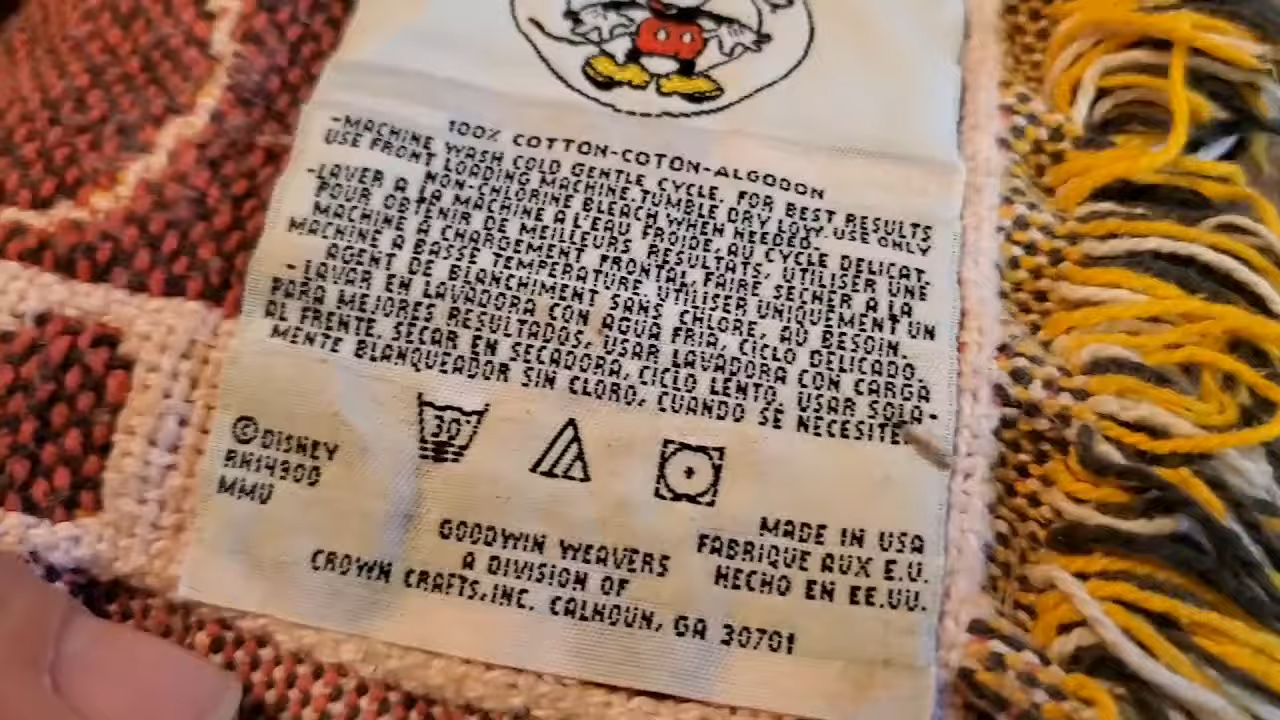 100% COTTON-COTON-ALGODON
-MACHINE WASH COLD GENTLE CYCLE. FOR BEST RESULTS
USE FRONT LOADING MACHINE.TUMBLE DRY LOW. USE ONLY
NON-CHLORINE BLEACH WHEN NEEDED.
-LAVER A LA MACHINE A L'EAU FROIDE, AU CYCLE DELICAT.
POUR OBTENIR DE MEILLEURS RESULTATS, UTILISER UNE
MACHINE A CHARGEMENT FRONTAL. FAIRE SECHER A LA
MACHINE A BASSE TEMPERATURE. UTILISER UNIQUEMENT UN
AGENT DE BLANCHIMENT SANS CHLORE, AU BESOIN.
-LAVAR EN LAVADORA CON AGUA FRIA, CICLO DELICADO.
PARA MEJORES RESULTADOS, USAR LAVADORA CON CARGA
AL FRENTE. SECAR EN SECADORA, CICLO LENTO. USAR SOLA-
MENTE BLANQUEADOR SIN CLORO, CUANDO SE NECESITE.
30°
©DISNEY
RN14900
MMV
MADE IN USA
FABRIQUE AUX E.U.
HECHO EN EE.UU.
GOODWIN WEAVERS
A DIVISION OF
CROWN CRAFTS,INC. CALHOUN, GA 30701